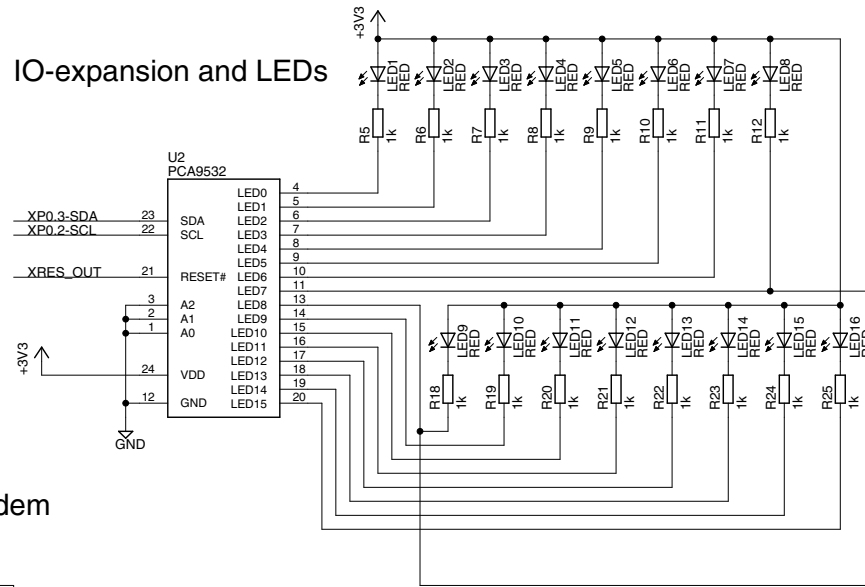 +3V3
IO-expansion and LEDs
LED1 RED
LED2 RED
LED3 RED
LED4 RED
LED5 RED
LED6 RED
LED7 RED
LED8 RED
R5 1k
R6 1k
R7 1k
R8 1k
R9 1k
R10 1k
R11 1k
R12 1k
U2
PCA9532
LED0 4
LED1 5
XP0.3-SDA 23 SDA LED2 6
XP0.2-SCL 22 SCL LED3 7
LED4 8
LED5 9
XRES_OUT 21 RESET# LED6 10
LED7 11
3 A2 LED8 13
2 A1 LED9 14
1 A0 LED10 15
LED11 16
LED12 17
+3V3 24 VDD LED13 18
LED14 19
12 GND LED15 20
GND
LED9 RED
LED10 RED
LED11 RED
LED12 RED
LED13 RED
LED14 RED
LED15 RED
LED16 RED
R18 1k
R19 1k
R20 1k
R21 1k
R22 1k
R23 1k
R24 1k
R25 1k
dem